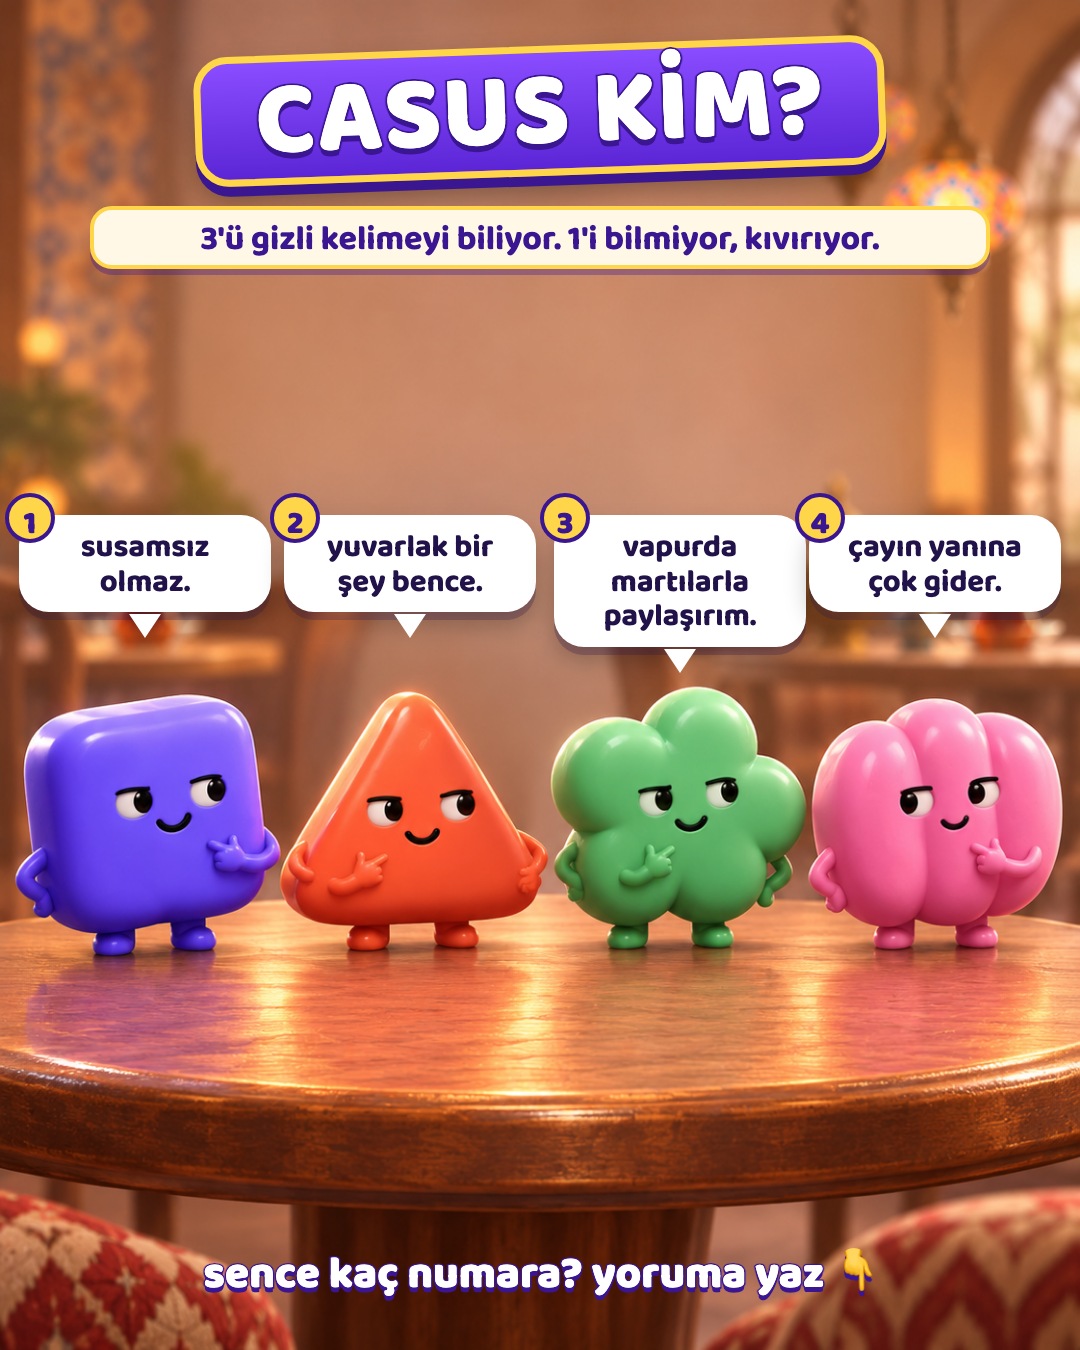 CASUS KİM?
3'ü gizli kelimeyi biliyor. 1'i bilmiyor, kıvırıyor.
1
susamsız
olmaz.
2
yuvarlak bir
şey bence.
3
vapurda
martılarla
paylaşırım.
4
çayın yanına
çok gider.
sence kaç numara? yoruma yaz 👇